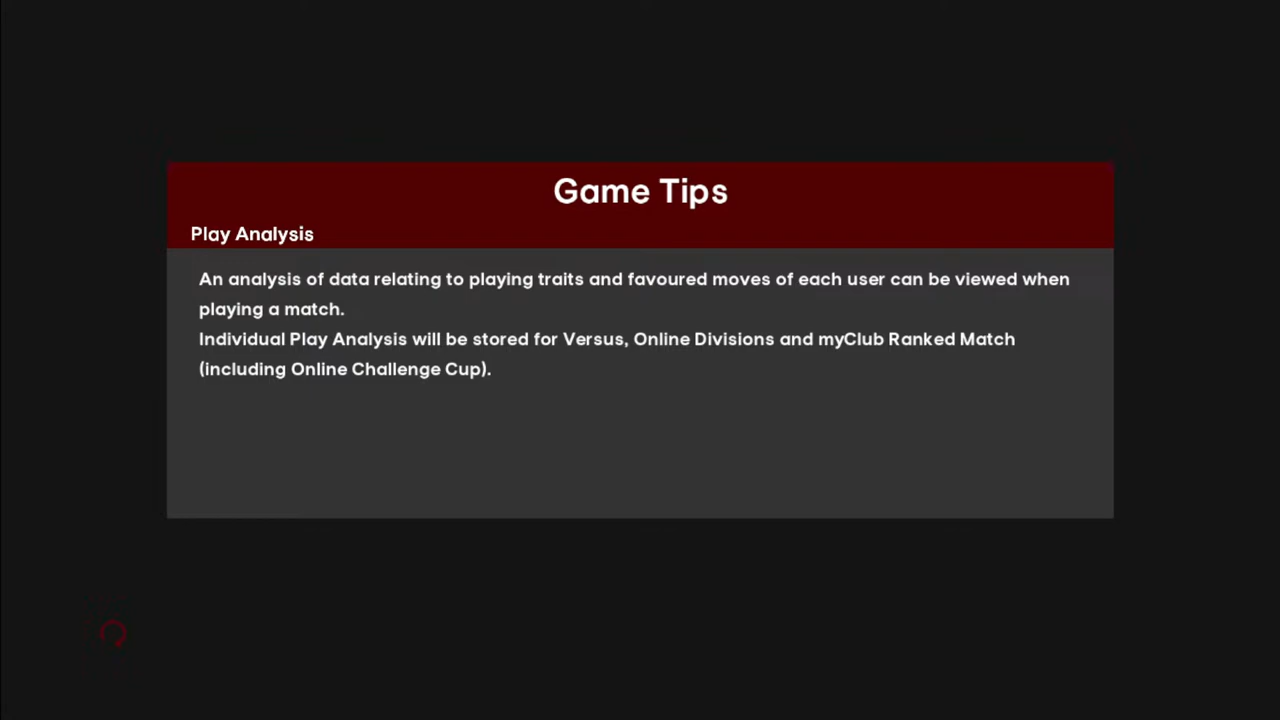 Game Tips
Play Analysis
An analysis of data relating to playing traits and favoured moves of each user can be viewed when
playing a match.
Individual Play Analysis will be stored for Versus, Online Divisions and myClub Ranked Match
(including Online Challenge Cup).